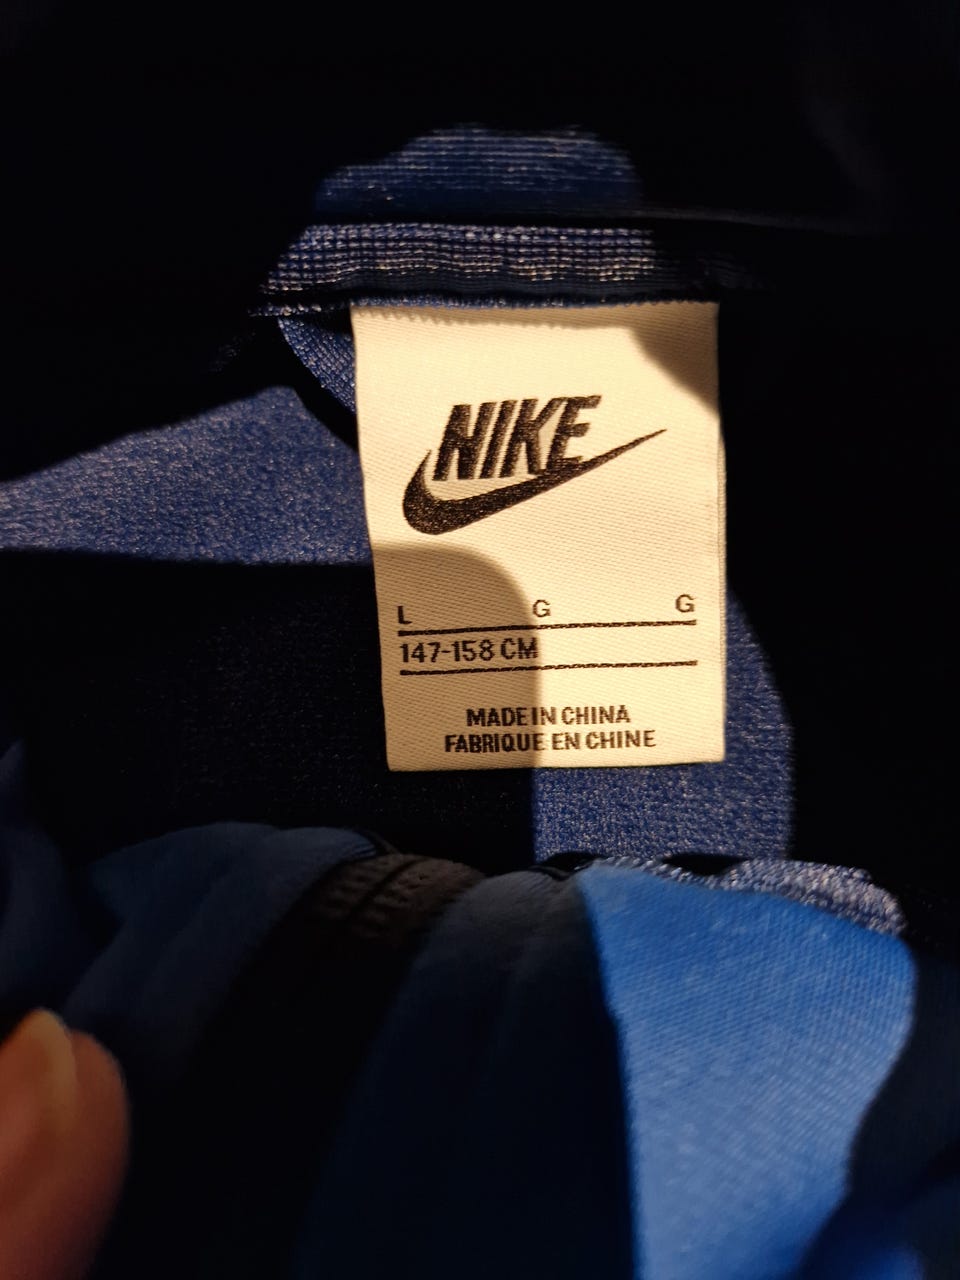 NIKE
L G G
147-158 CM
MADE IN CHINA
FABRIQUE EN CHINE